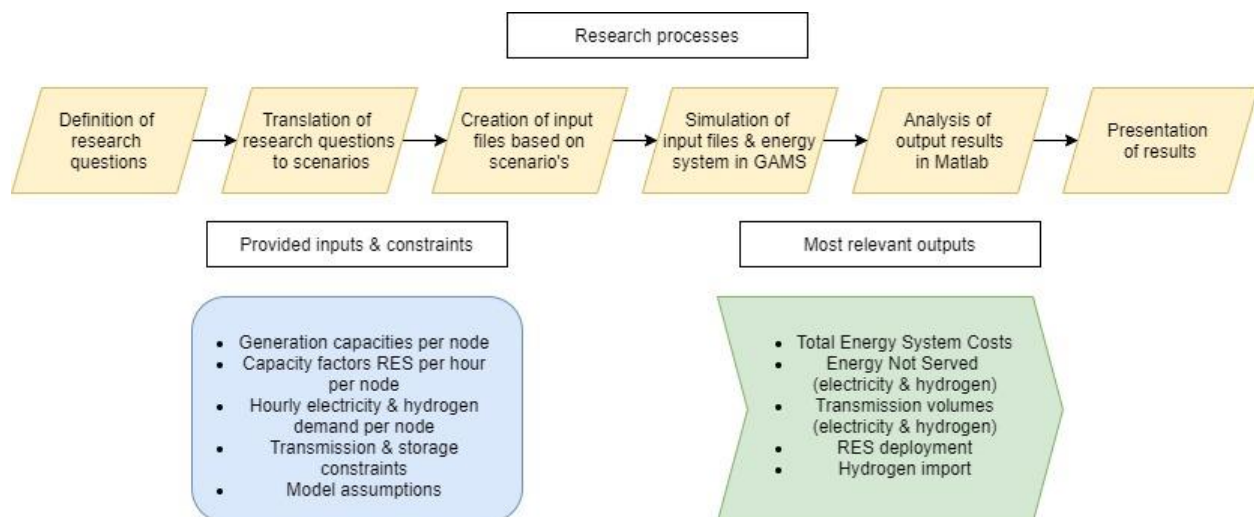 Research processes
Definition of
research
questions
Translation of
research questions
to scenarios
Creation of input
files based on
scenario's
Simulation of
input files & energy
system in GAMS
Analysis of
output results
in Matlab
Presentation
of results
Provided inputs & constraints
Most relevant outputs
• Generation capacities per node
• Capacity factors RES per hour
per node
• Hourly electricity & hydrogen
demand per node
• Transmission & storage
constraints
• Model assumptions
• Total Energy System Costs
• Energy Not Served
(electricity & hydrogen)
• Transmission volumes
(electricity & hydrogen)
• RES deployment
• Hydrogen import